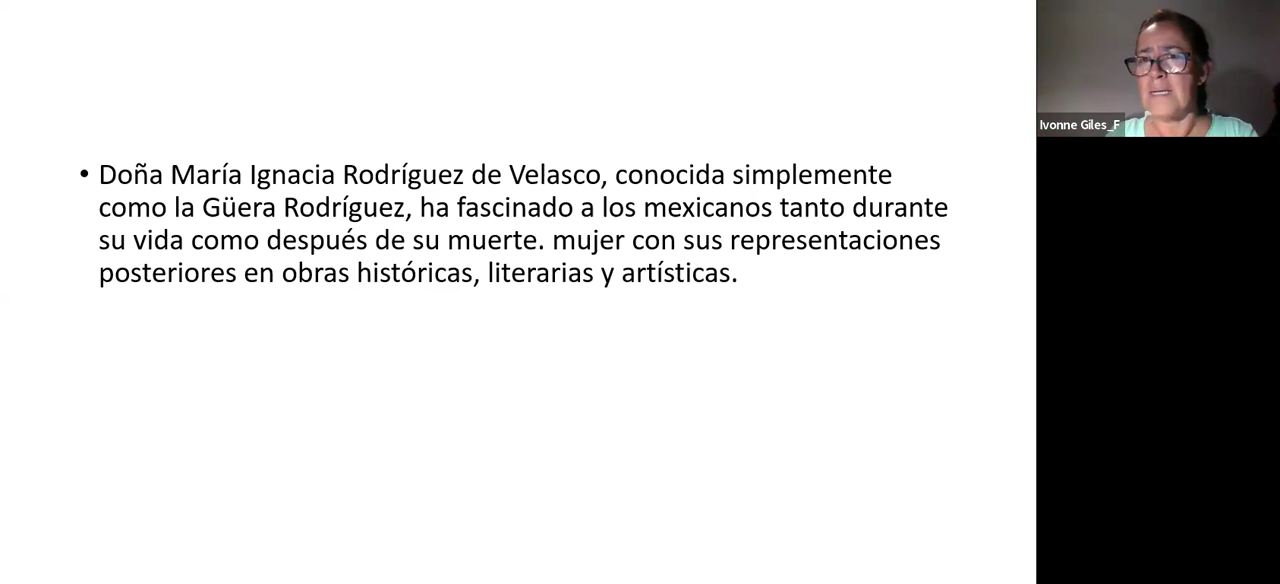 • Doña María Ignacia Rodríguez de Velasco, conocida simplemente
como la Güera Rodríguez, ha fascinado a los mexicanos tanto durante
su vida como después de su muerte. mujer con sus representaciones
posteriores en obras históricas, literarias y artísticas.
Ivonne Giles_F